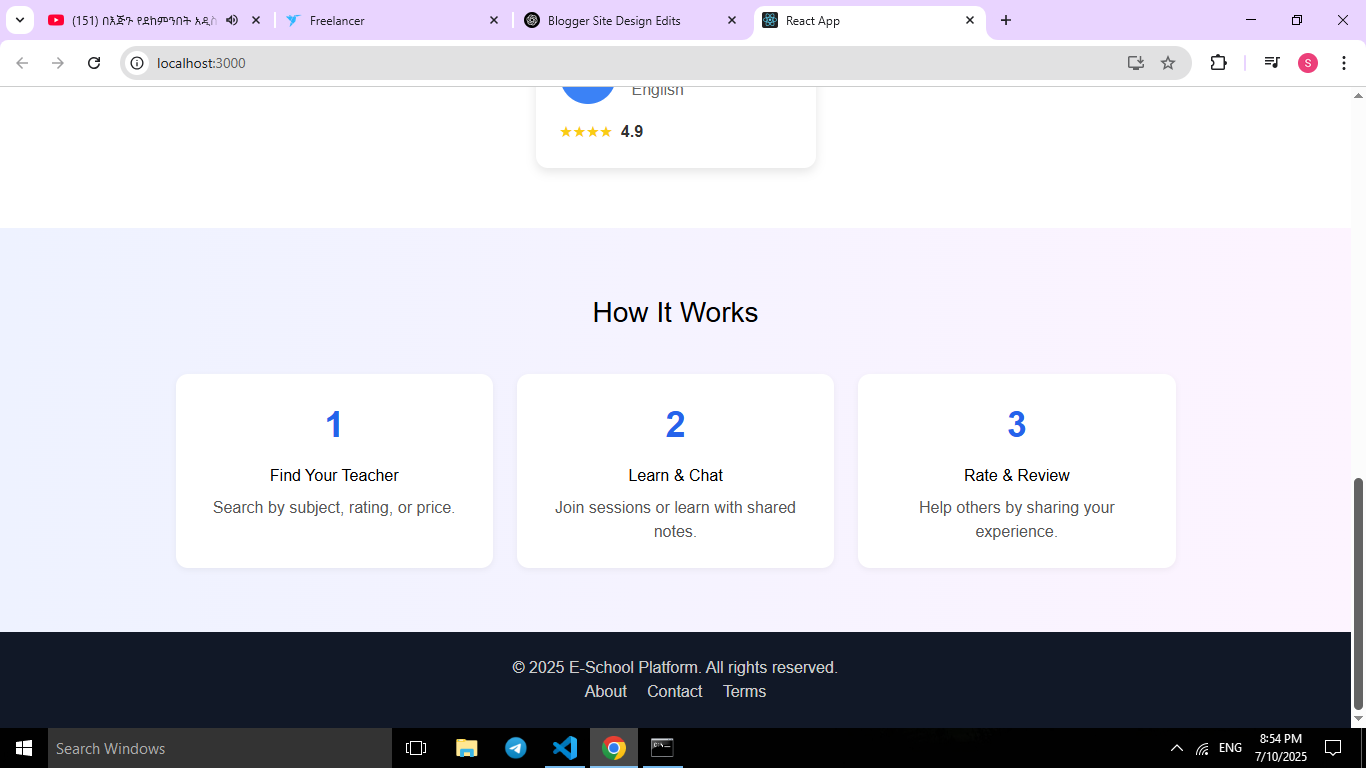 (151) በእጅጉ የደከምንበት አዲስ
Freelancer
Blogger Site Design Edits
React App
localhost:3000
S
English
★★★★ 4.9
How It Works
1
2
3
Find Your Teacher
Learn & Chat
Rate & Review
Search by subject, rating, or price.
Join sessions or learn with shared
notes.
Help others by sharing your
experience.
© 2025 E-School Platform. All rights reserved.
About Contact Terms
Search Windows
ENG
8:54 PM
7/10/2025